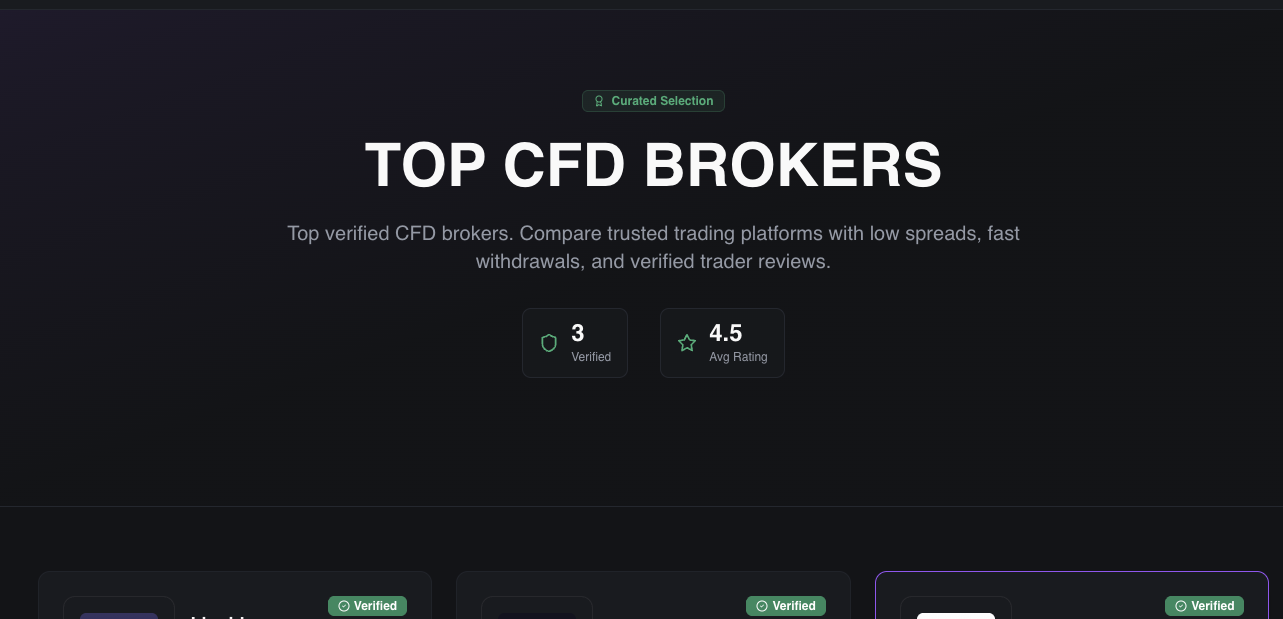 Curated Selection
TOP CFD BROKERS
Top verified CFD brokers. Compare trusted trading platforms with low spreads, fast
withdrawals, and verified trader reviews.
3
Verified
4.5
Avg Rating
Verified
Verified
Verified